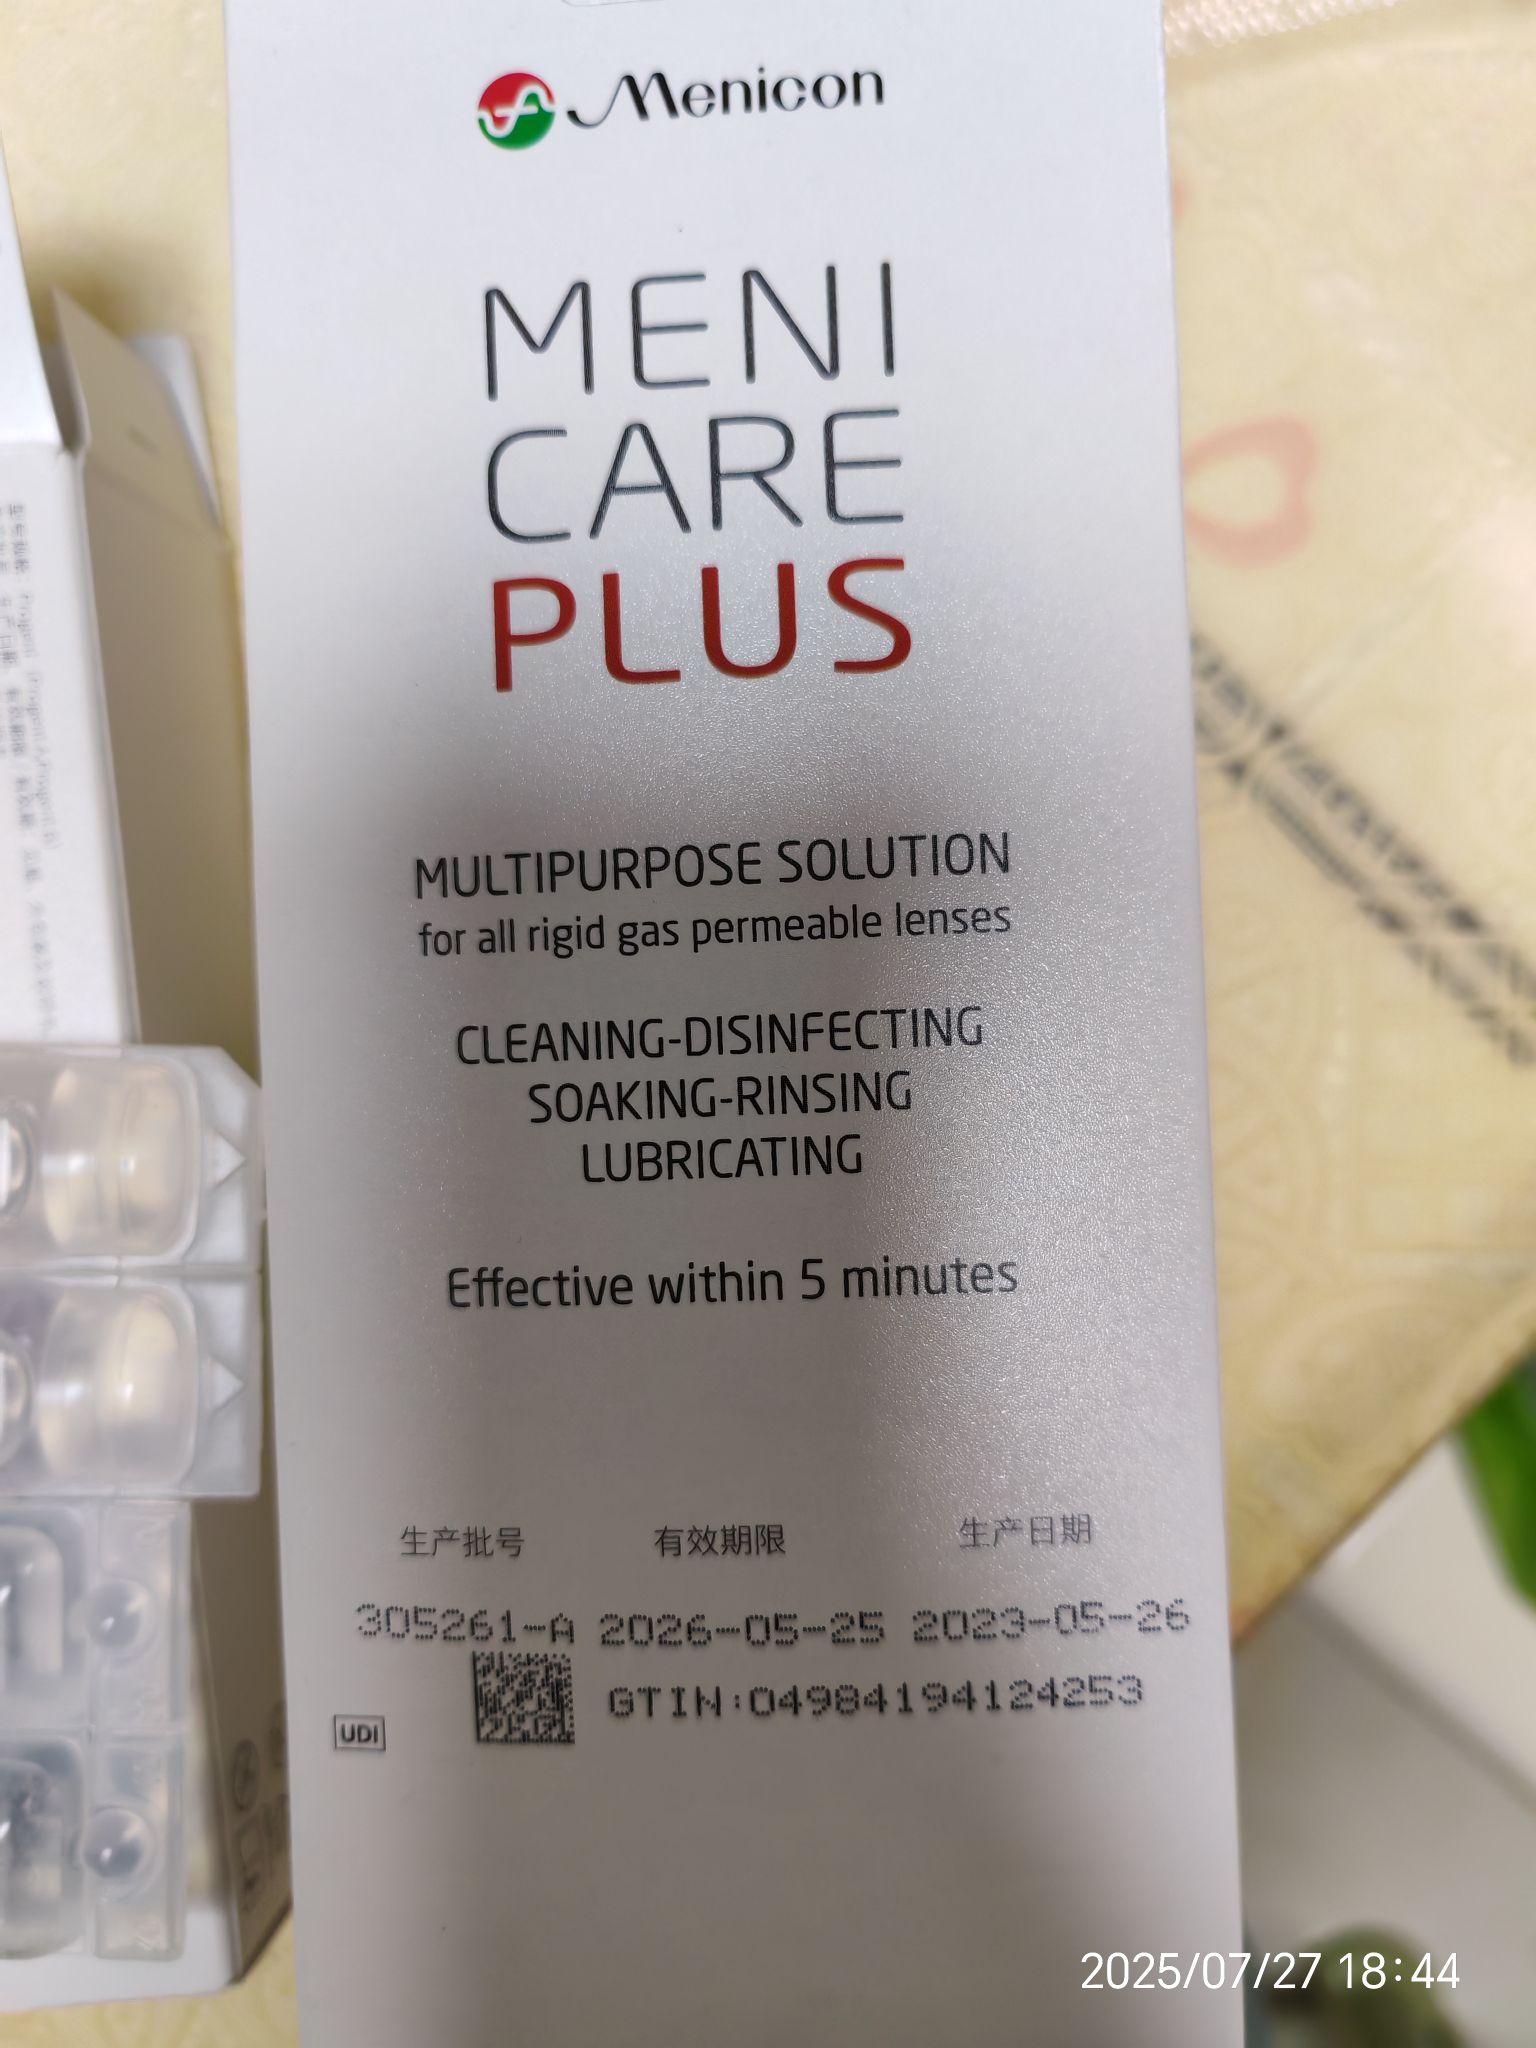 Menicon
MENI
CARE
PLUS
MULTIPURPOSE SOLUTION
for all rigid gas permeable lenses
CLEANING-DISINFECTING
SOAKING-RINSING
LUBRICATING
Effective within 5 minutes
生产批号 有效期限 生产日期
305261-A 2026-05-25 2023-05-26
GTIN:04984194124253
UDI
2025/07/27 18:44